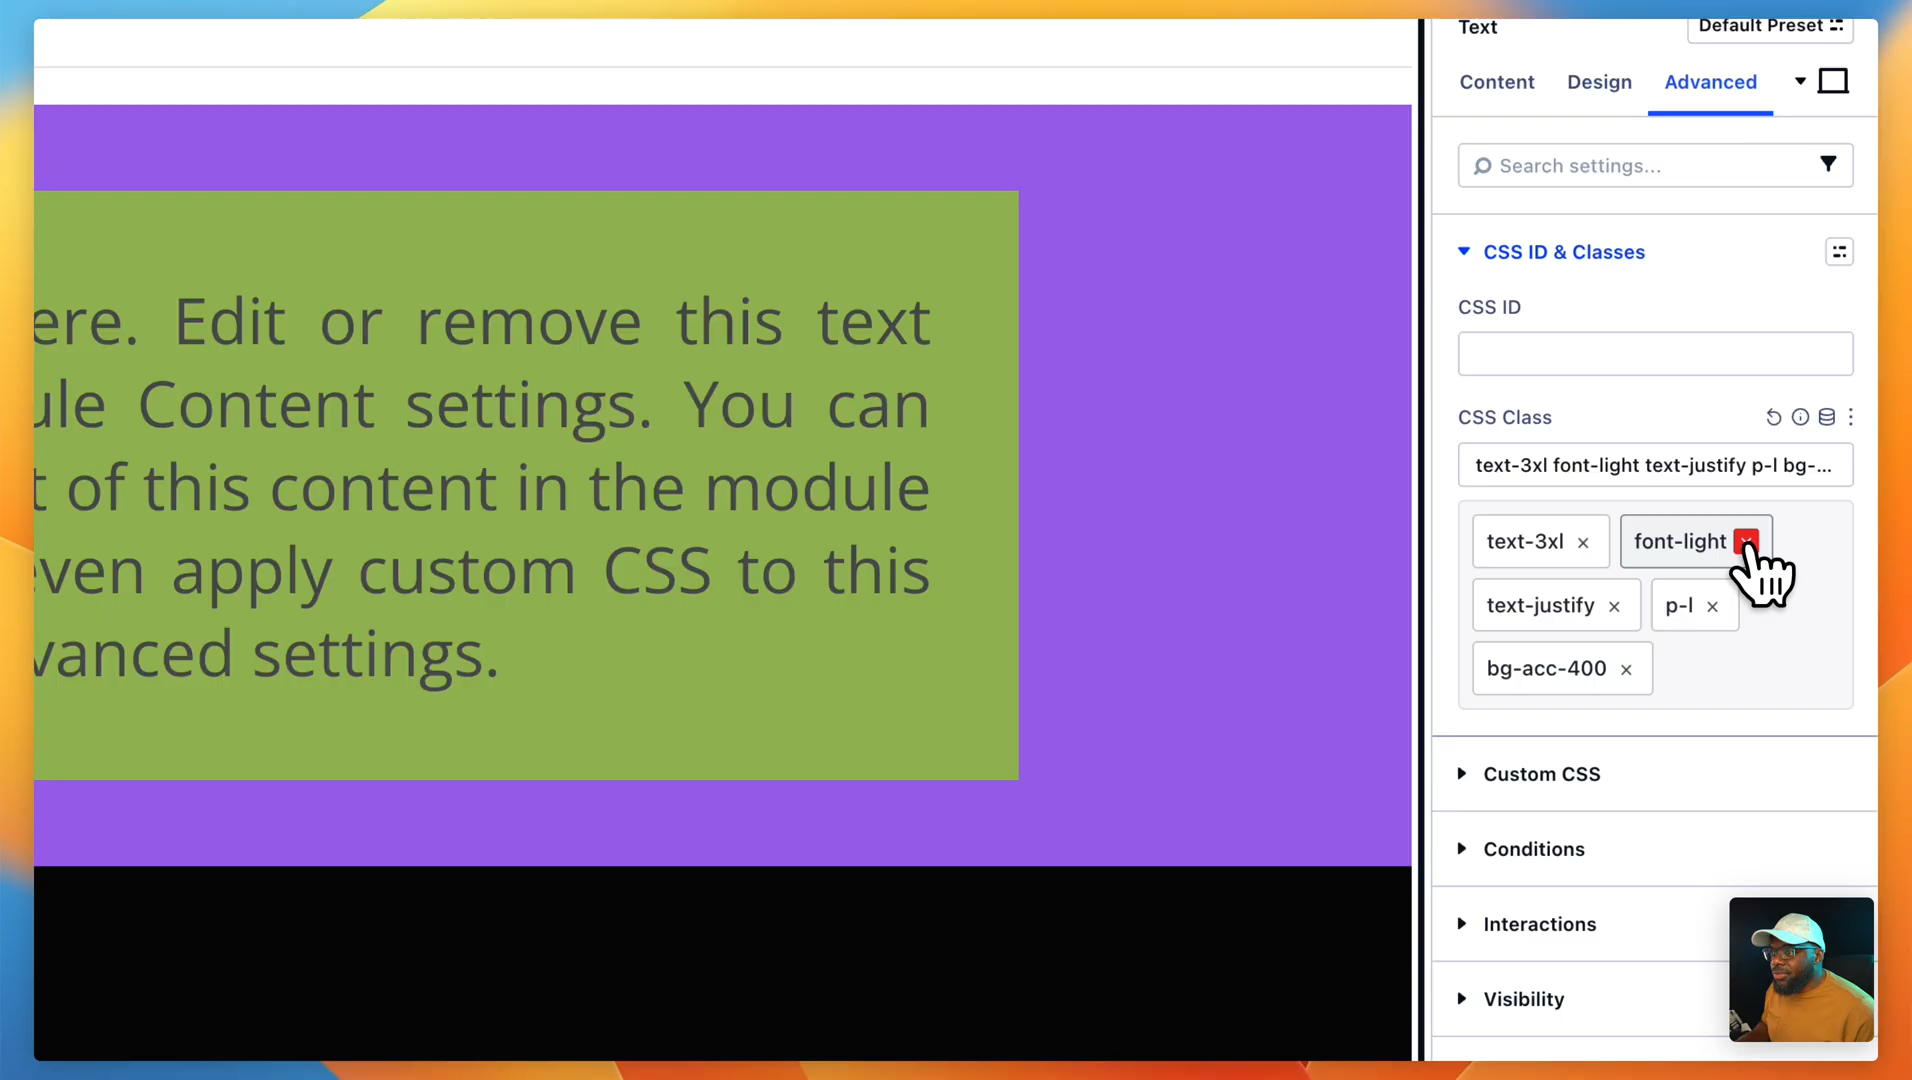 Text
Default Preset
Content Design Advanced
Search settings...
CSS ID & Classes
CSS ID
CSS Class
text-3xl font-light text-justify p-l bg-...
text-3xl × font-light
text-justify × p-l ×
bg-acc-400 ×
Custom CSS
Conditions
Interactions
Visibility
ere. Edit or remove this text
ule Content settings. You can
t of this content in the module
even apply custom CSS to this
vanced settings.